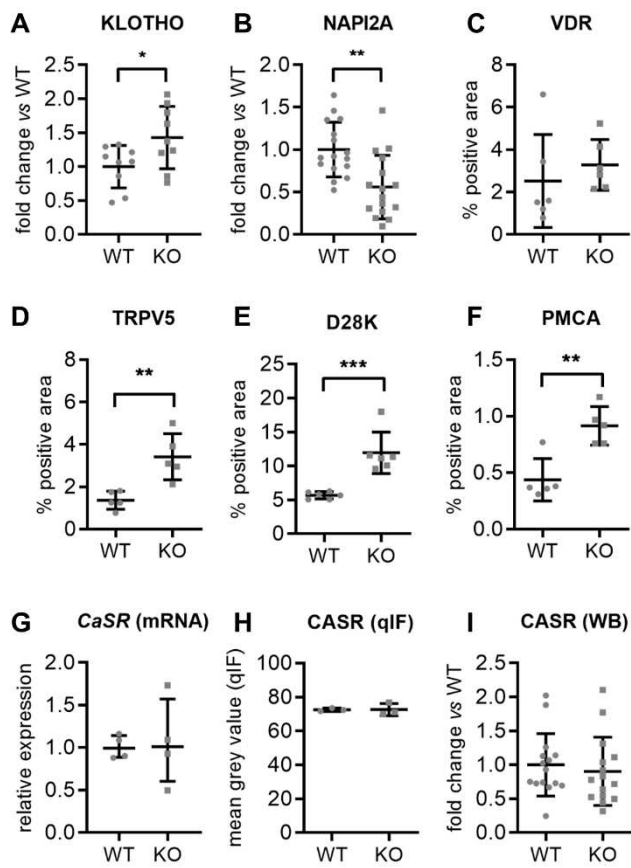 A
KLOTHO
fold change vs WT
2.5
2.0
1.5
1.0
0.5
0.0
*
WT KO
B
NAPI2A
fold change vs WT
2.0
1.5
1.0
0.5
0.0
**
WT KO
C
VDR
% positive area
8
6
4
2
0
WT KO
D
TRPV5
% positive area
8
6
4
2
0
**
WT KO
E
D28K
% positive area
25
20
15
10
5
0
***
WT KO
F
PMCA
% positive area
1.5
1.0
0.5
0.0
**
WT KO
G
CaSR (mRNA)
relative expression
2.0
1.5
1.0
0.5
0.0
WT KO
H
CASR (qIF)
mean grey value (qIF)
100
80
60
40
20
0
WT KO
I
CASR (WB)
fold change vs WT
2.5
2.0
1.5
1.0
0.5
0.0
WT KO